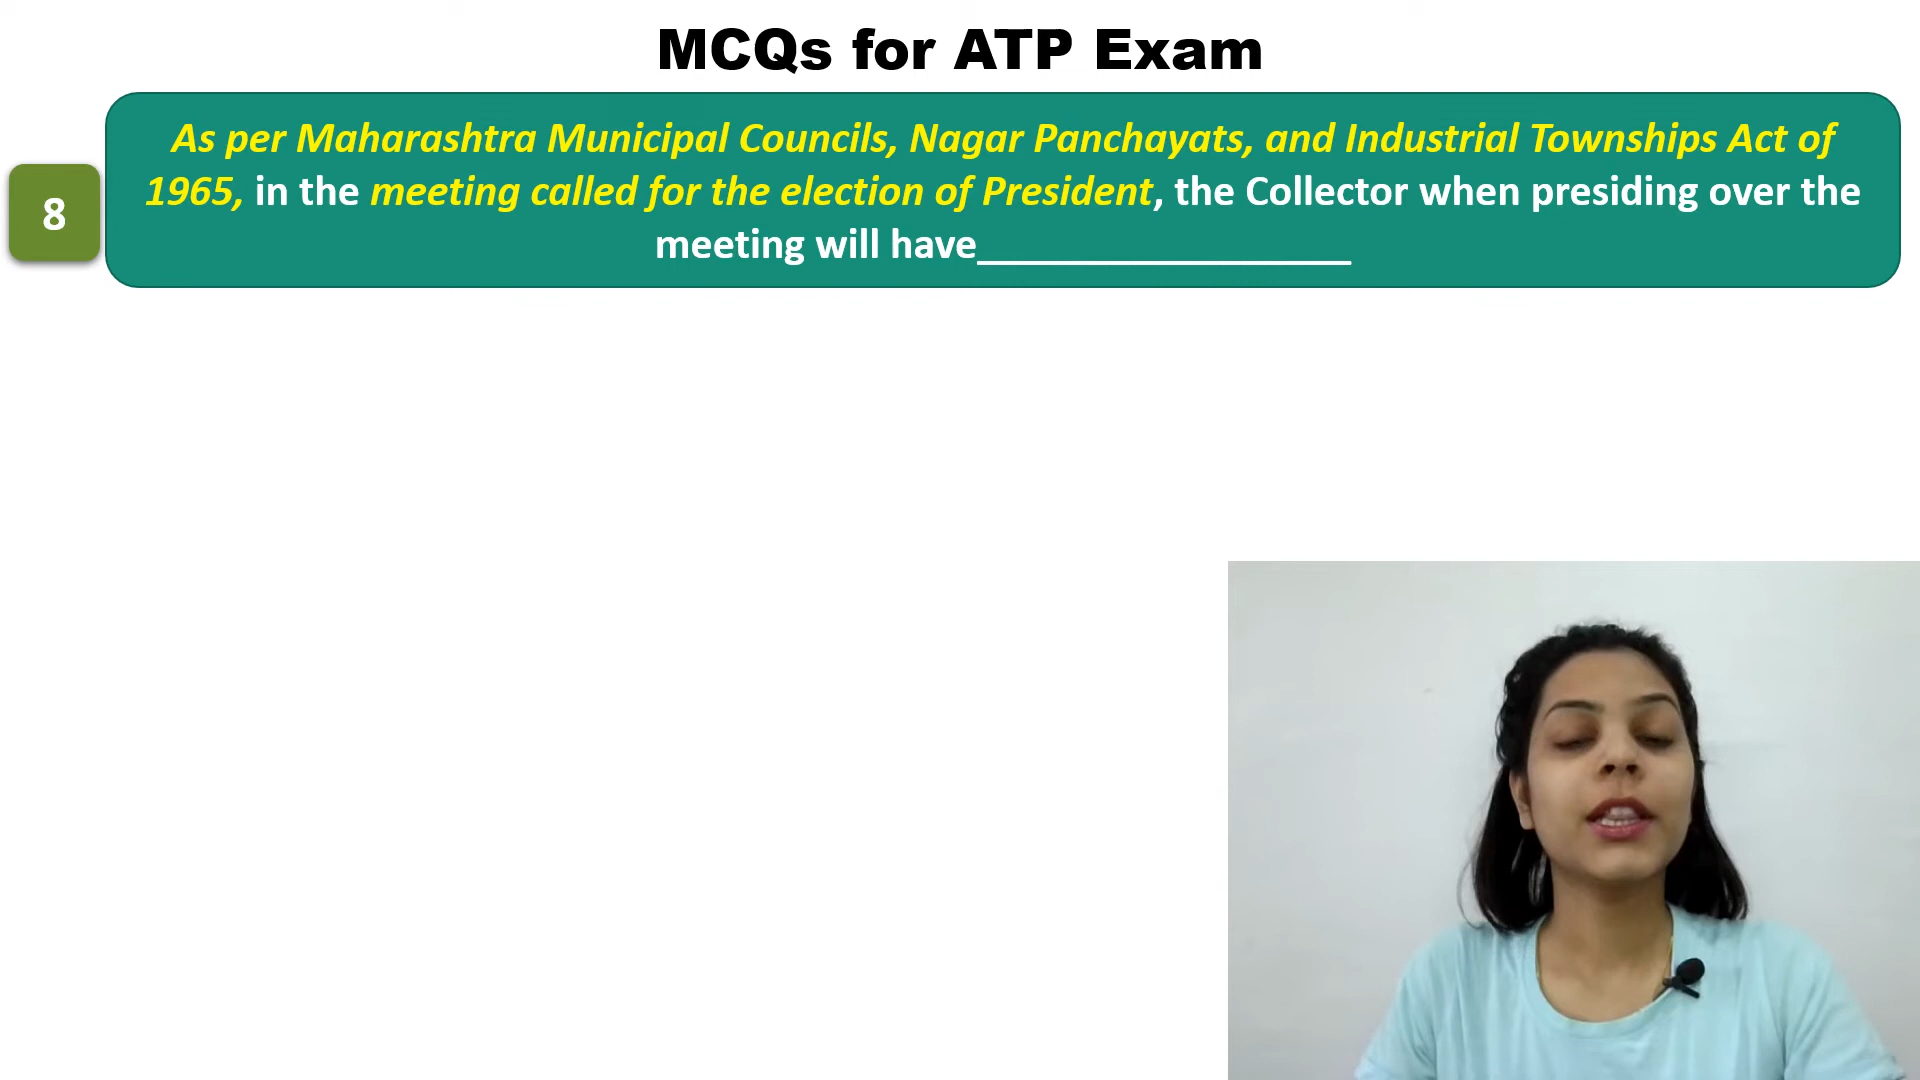 MCQs for ATP Exam
As per Maharashtra Municipal Councils, Nagar Panchayats, and Industrial Townships Act of
1965, in the meeting called for the election of President, the Collector when presiding over the
8
meeting will have__________________